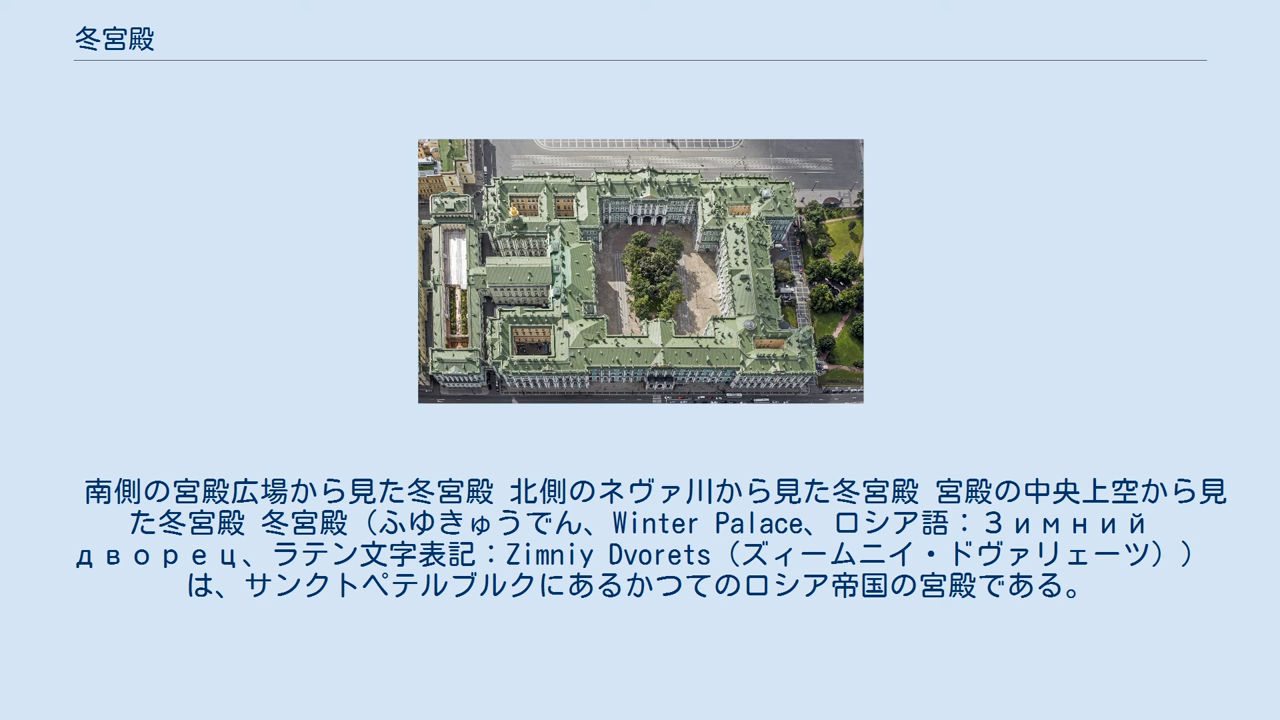 冬宮殿
南側の宮殿広場から見た冬宮殿 北側のネヴァ川から見た冬宮殿 宮殿の中央上空から見
た冬宮殿 冬宮殿（ふゆきゅうでん、Winter Palace、ロシア語：Зимний
дворец、ラテン文字表記：Zimniy Dvorets（ズィームニイ・ドヴァリェーツ））
は、サンクトペテルブルクにあるかつてのロシア帝国の宮殿である。